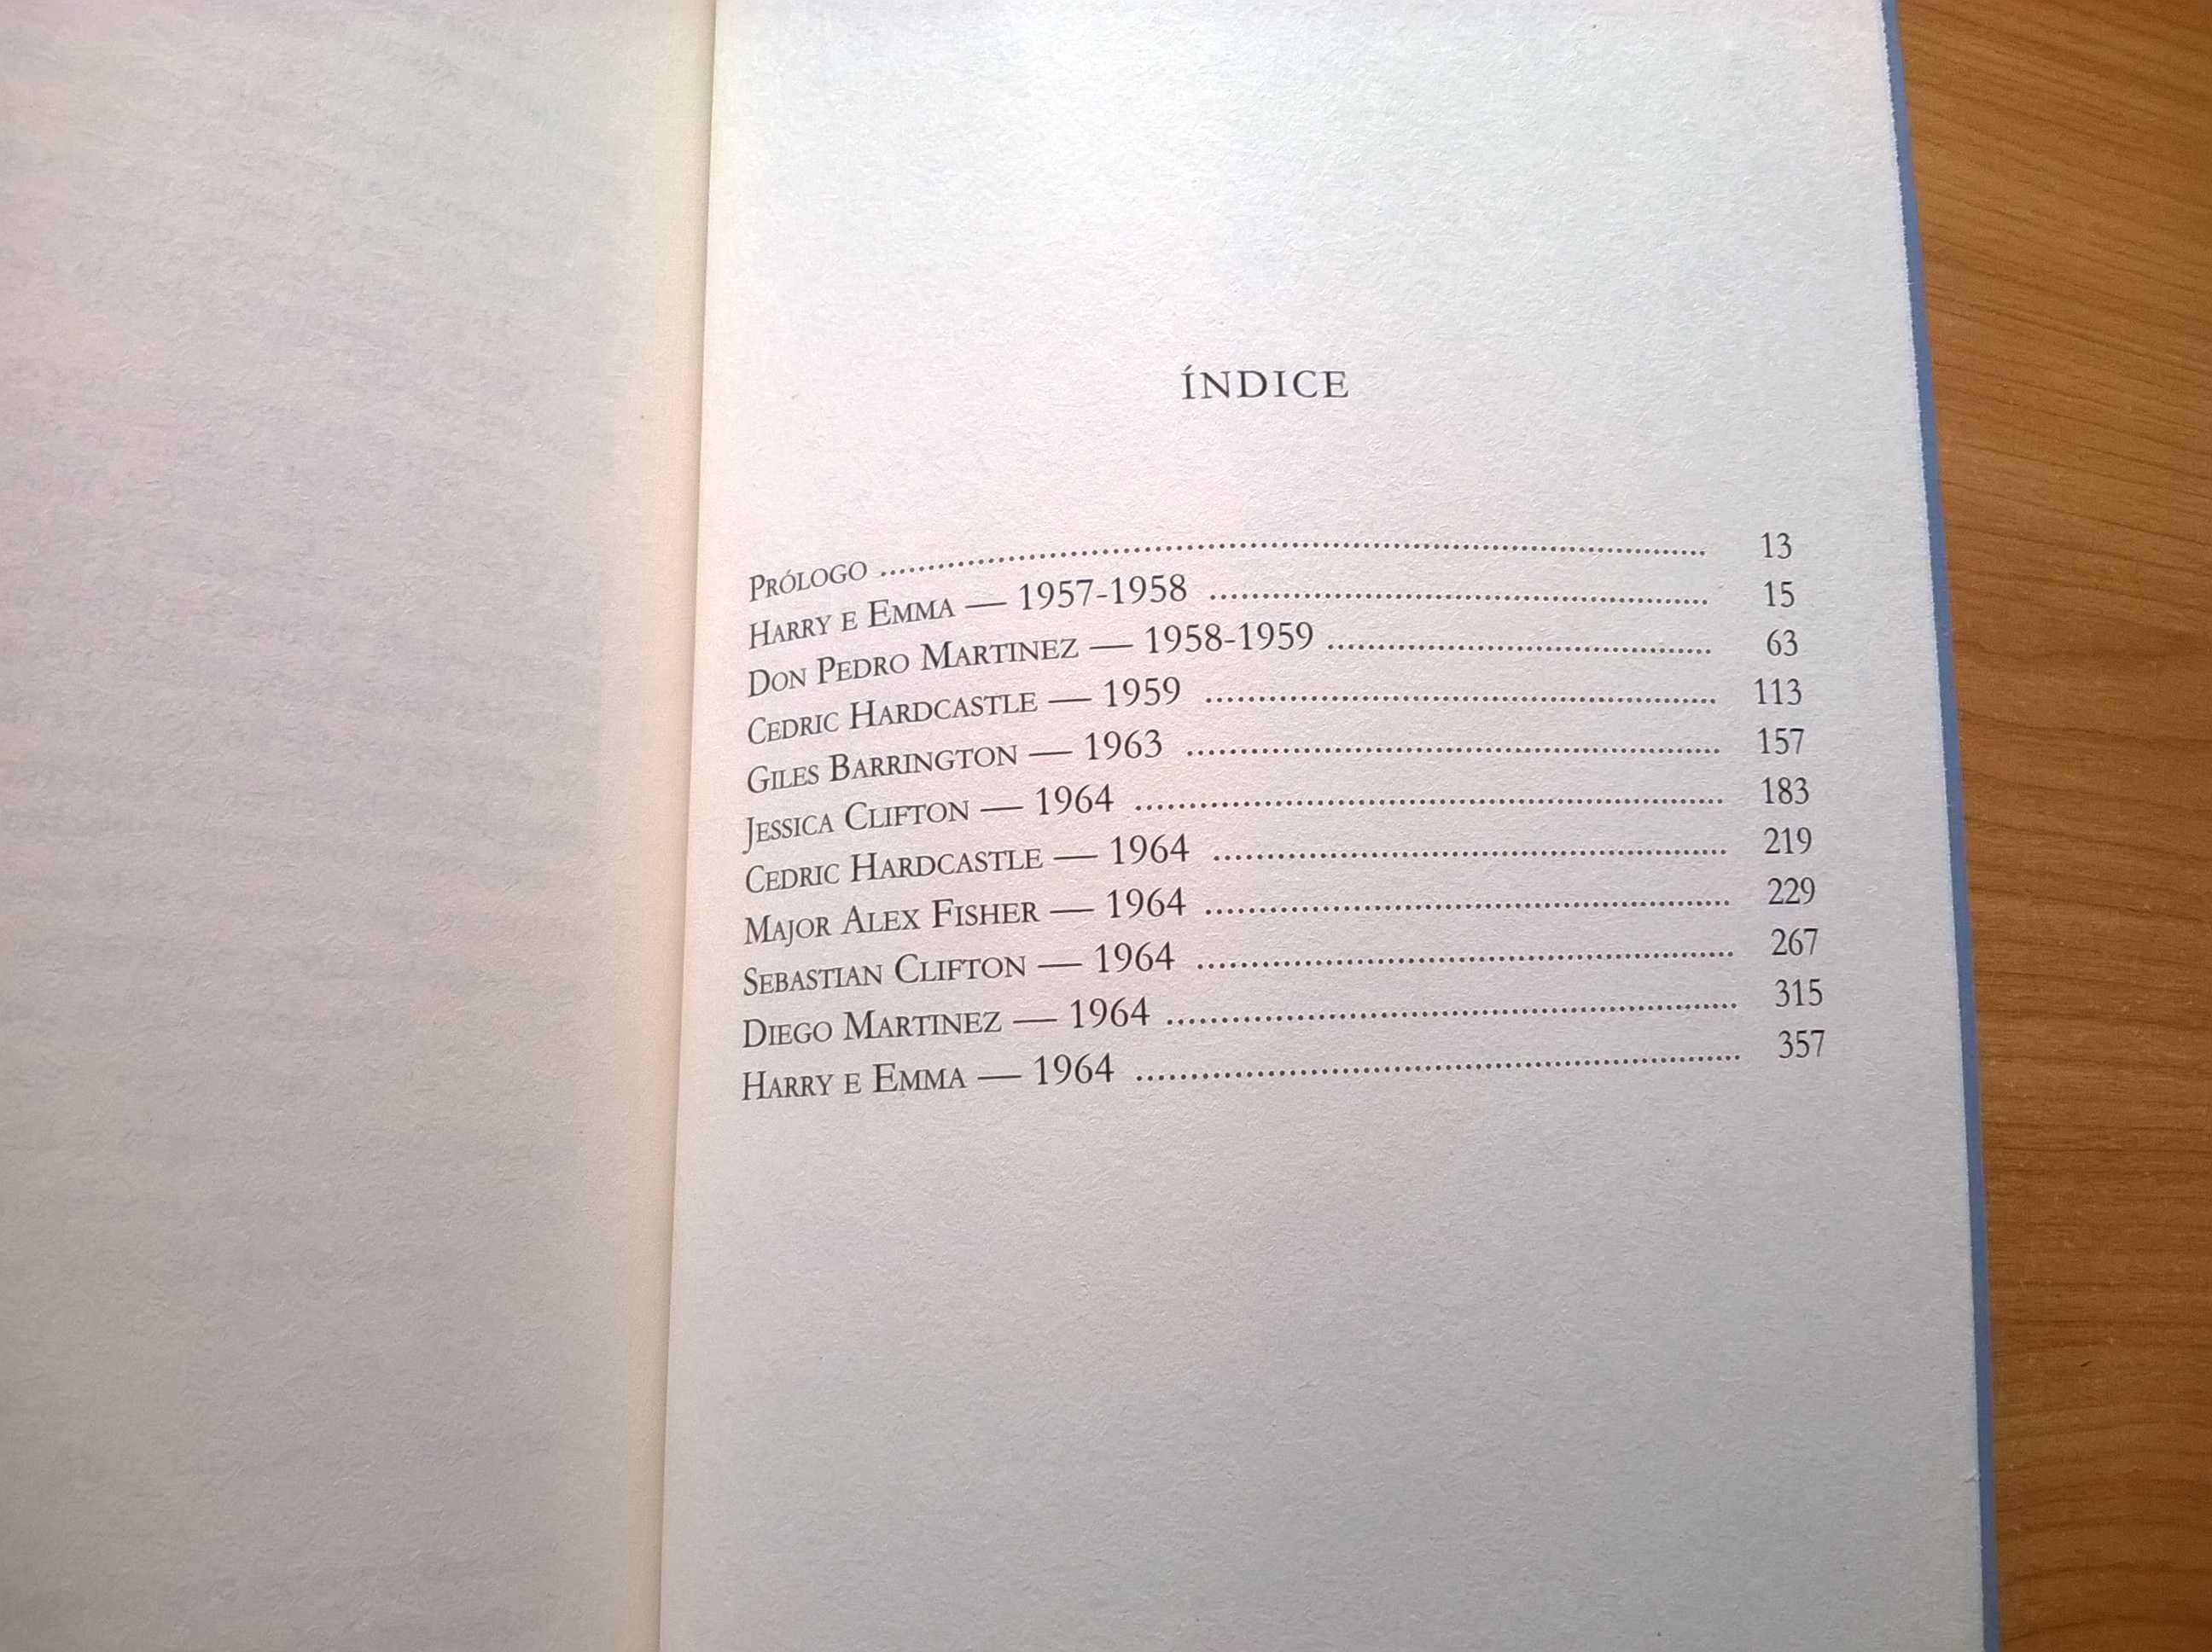 ÍNDICE
PRÓLOGO ........................................ 13
HARRY E EMMA — 1957-1958 ........................................ 15
DON PEDRO MARTINEZ — 1958-1959 ........................................ 63
CEDRIC HARDCASTLE — 1959 ........................................ 113
GILES BARRINGTON — 1963 ........................................ 157
JESSICA CLIFTON — 1964 ........................................ 183
CEDRIC HARDCASTLE — 1964 ........................................ 219
MAJOR ALEX FISHER — 1964 ........................................ 229
SEBASTIAN CLIFTON — 1964 ........................................ 267
DIEGO MARTINEZ — 1964 ........................................ 315
HARRY E EMMA — 1964 ........................................ 357